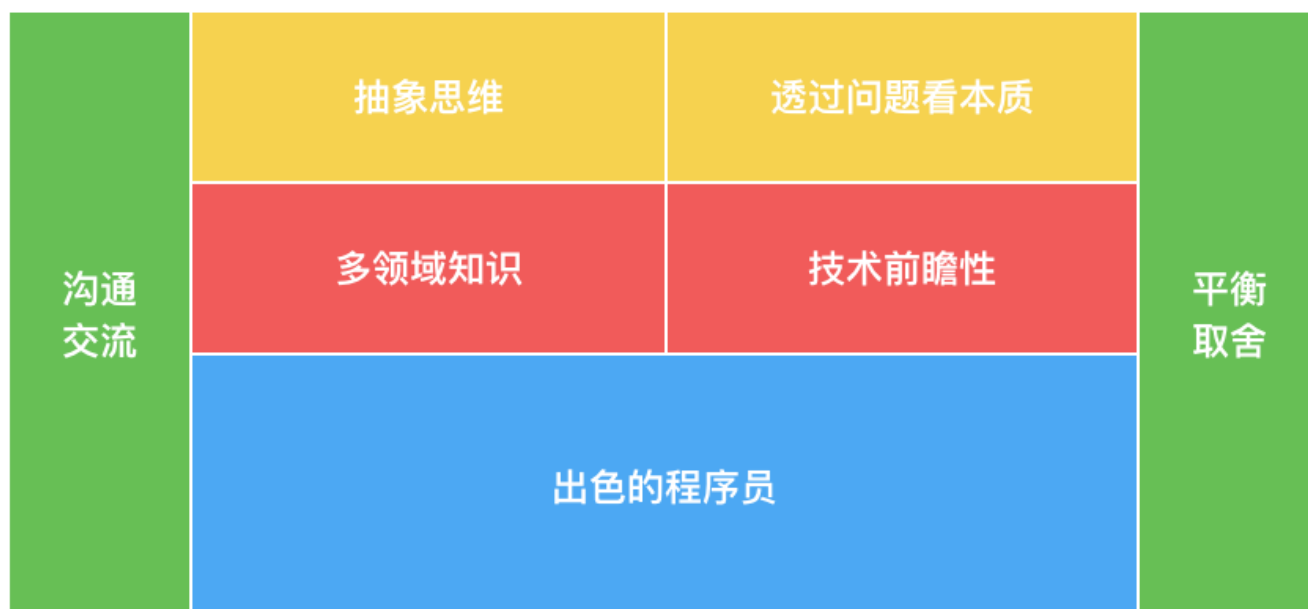 抽象思维
透过问题看本质
多领域知识
技术前瞻性
沟通
交流
平衡
取舍
出色的程序员